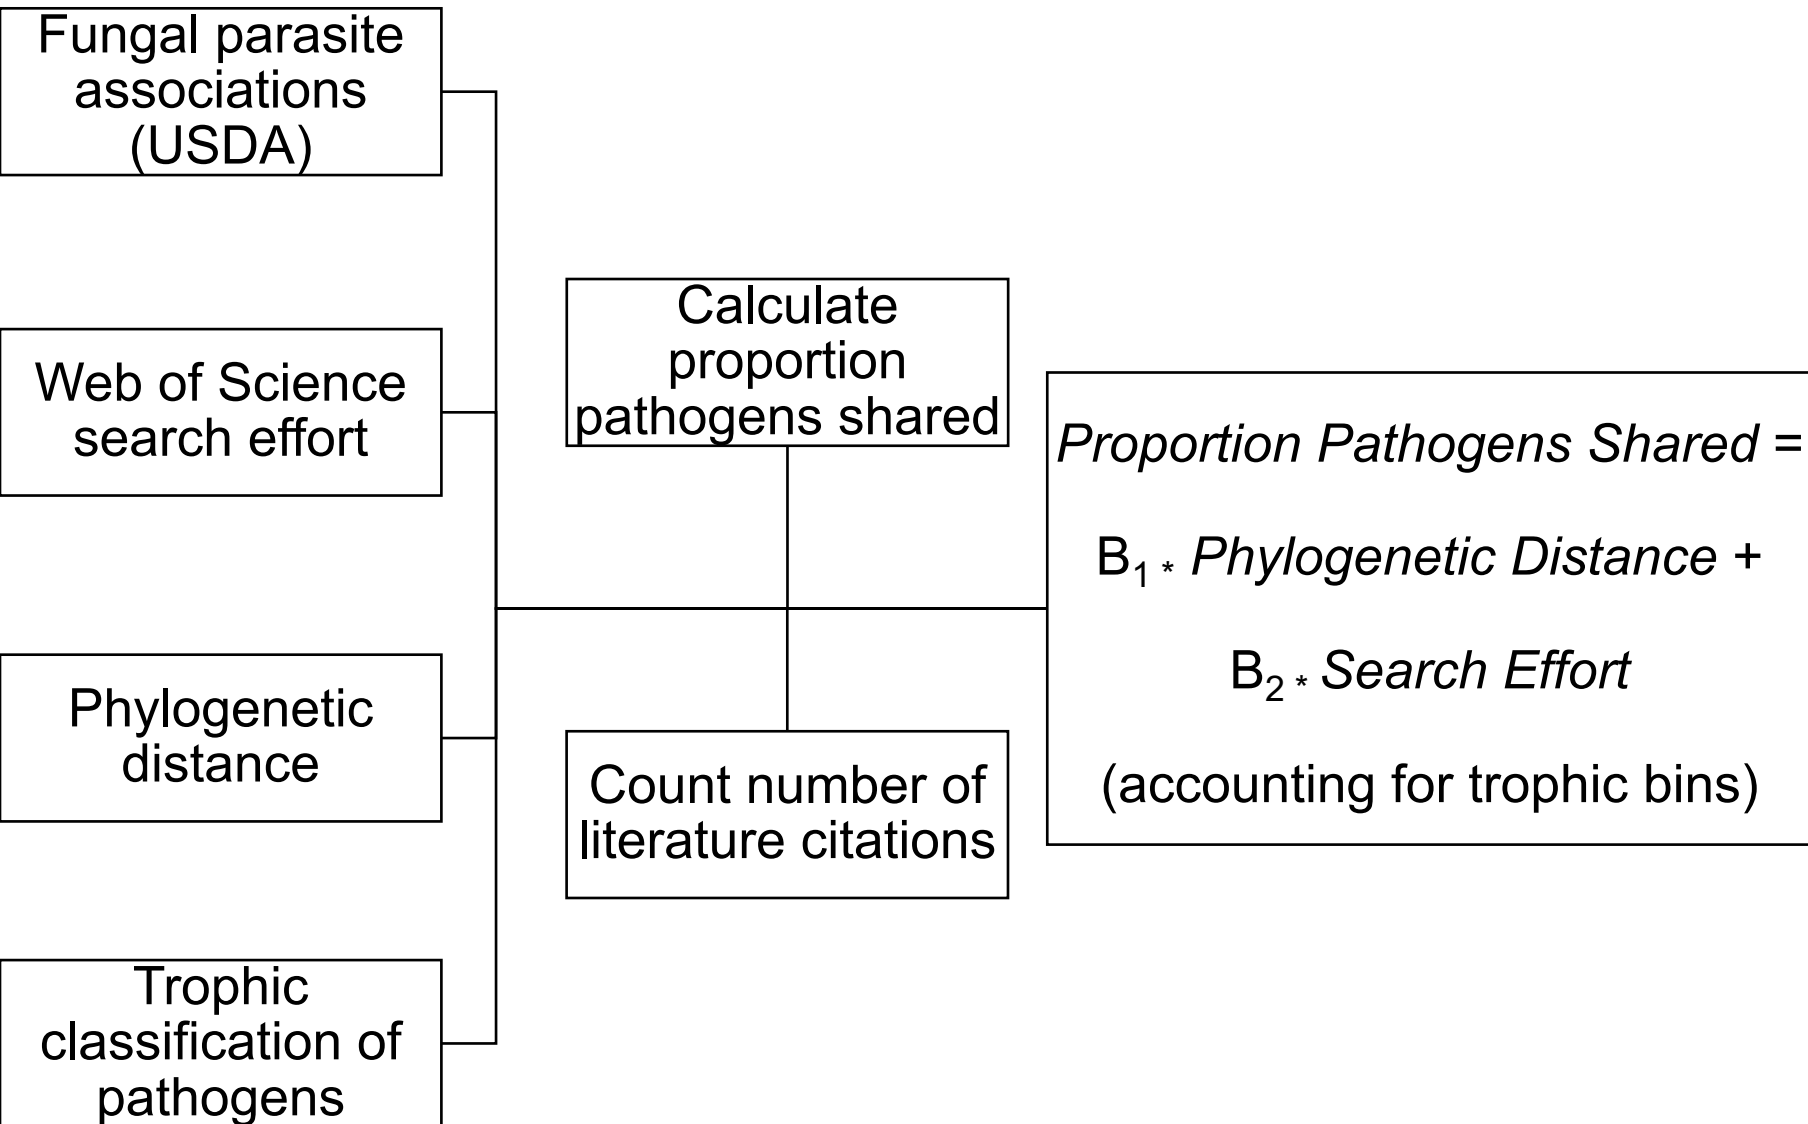 Fungal parasite
associations
(USDA)
Web of Science
search effort
Phylogenetic
distance
Trophic
classification of
pathogens
Calculate
proportion
pathogens shared
Count number of
literature citations
Proportion Pathogens Shared =
B₁ * Phylogenetic Distance +
B₂ * Search Effort
(accounting for trophic bins)